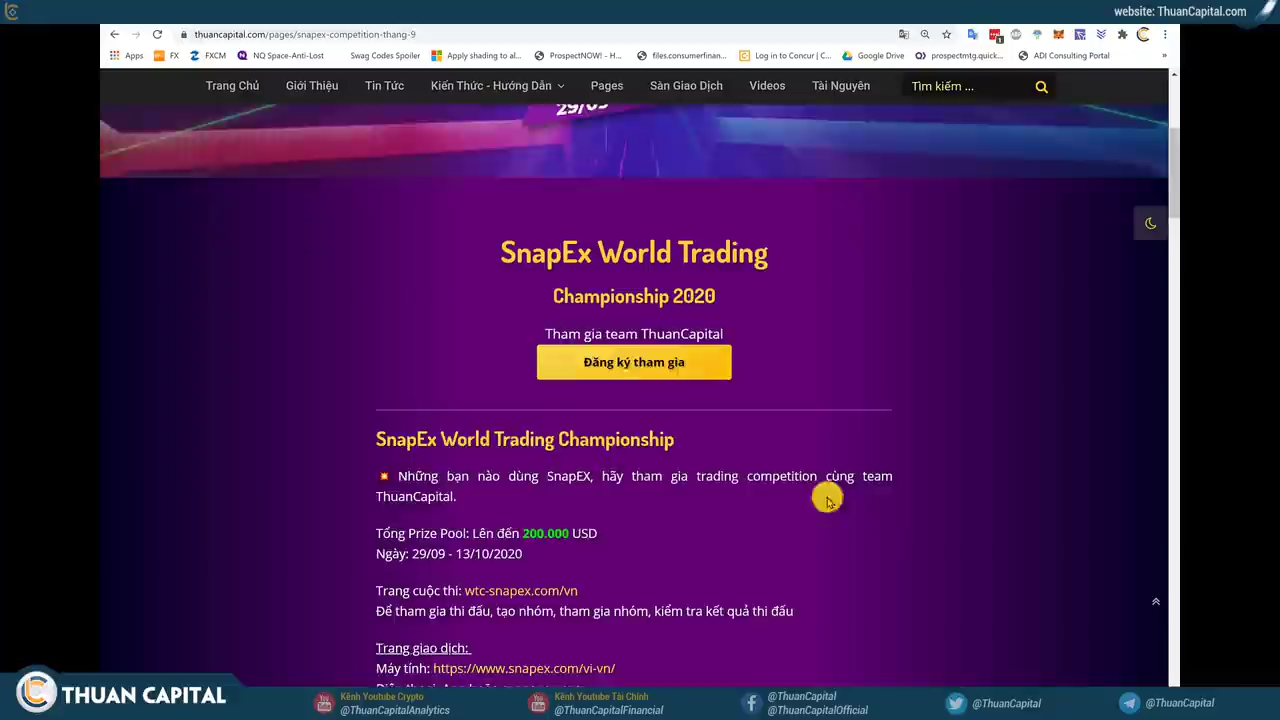 website: ThuanCapital.com
thuancapital.com/pages/snapex-competition-thang-9
Apps FX FXCM NQ Space-Anti-Lost Swag Codes Spoiler Apply shading to al... ProspectNOW! - H... files.consumerfinan... Log in to Concur | C... Google Drive prospectmtg.quick... ADI Consulting Portal »
Trang Chủ Giới Thiệu Tin Tức Kiến Thức - Hướng Dẫn Pages Sàn Giao Dịch Videos Tài Nguyên Tìm kiếm ...
29/09
SnapEx World Trading
Championship 2020
Tham gia team ThuanCapital
Đăng ký tham gia
SnapEx World Trading Championship
Những bạn nào dùng SnapEX, hãy tham gia trading competition cùng team
ThuanCapital.
Tổng Prize Pool: Lên đến 200.000 USD
Ngày: 29/09 - 13/10/2020
Trang cuộc thi: wtc-snapex.com/vn
Để tham gia thi đấu, tạo nhóm, tham gia nhóm, kiểm tra kết quả thi đấu
Trang giao dịch:
Máy tính: https://www.snapex.com/vi-vn/
THUAN CAPITAL
Kênh Youtube Crypto
@ThuanCapitalAnalytics
Kênh Youtube Tài Chính
@ThuanCapitalFinancial
@ThuanCapital
@ThuanCapitalOfficial
@ThuanCapital
@ThuanCapital